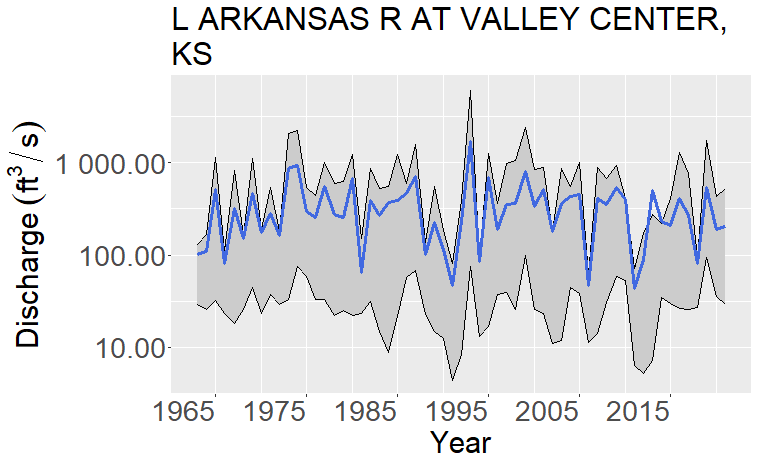 L ARKANSAS R AT VALLEY CENTER,
KS
Discharge (ft³/s)
1 000.00
100.00
10.00
1965 1975 1985 1995 2005 2015
Year